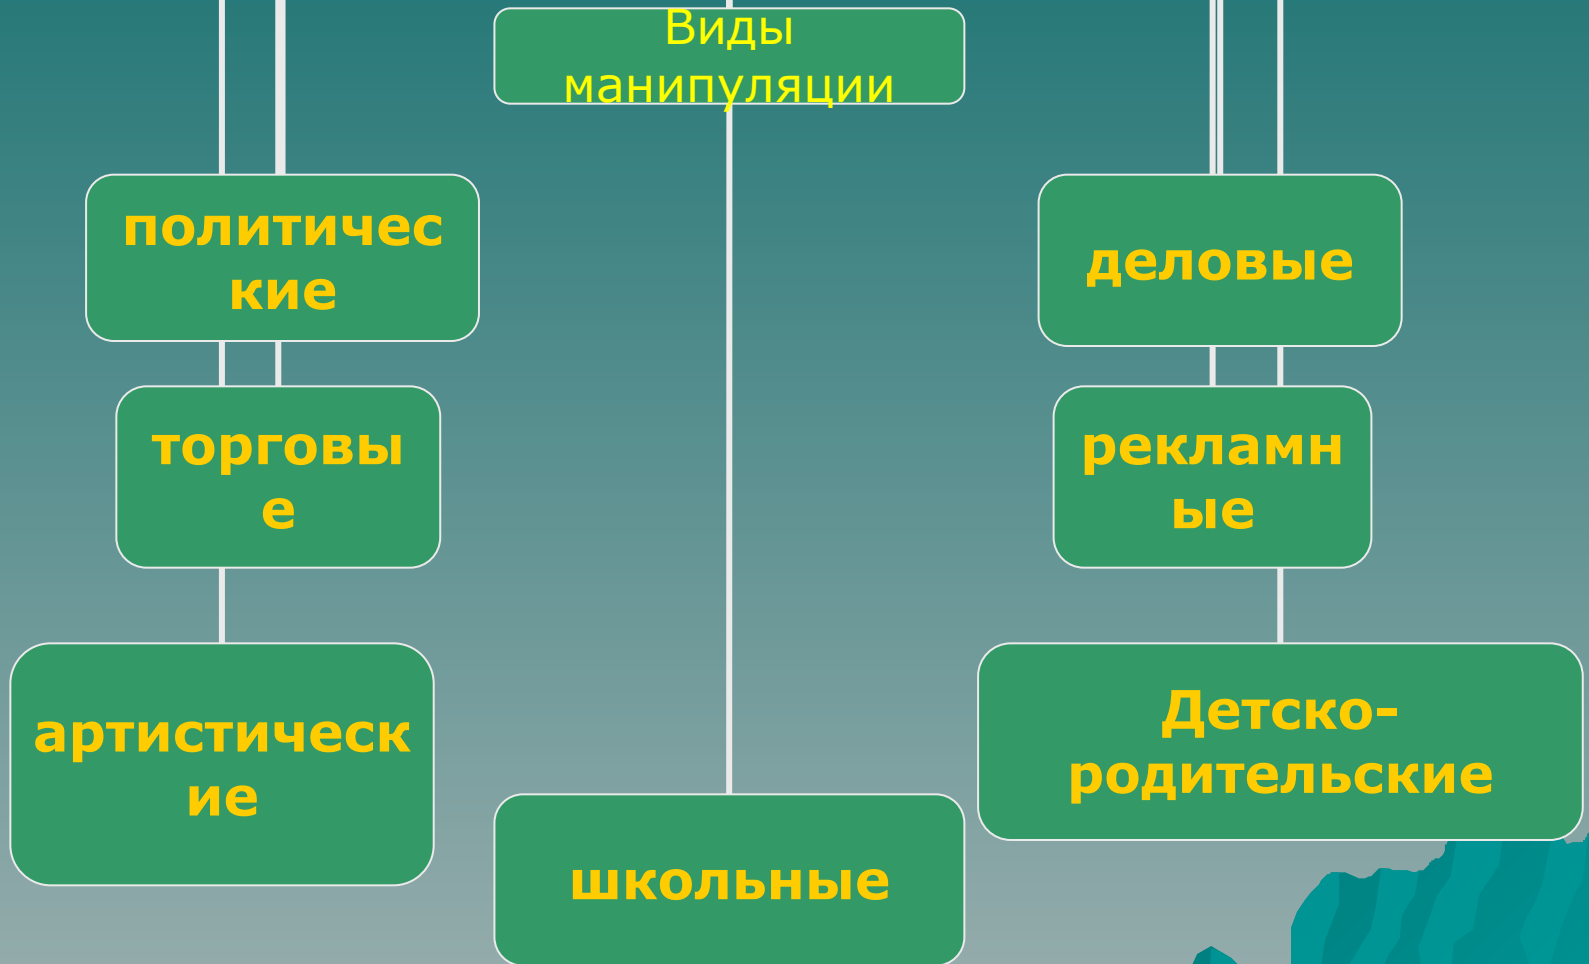 Виды
манипуляции
политичес
кие
деловые
торговы
е
рекламн
ые
артистическ
ие
Детско-
родительские
школьные